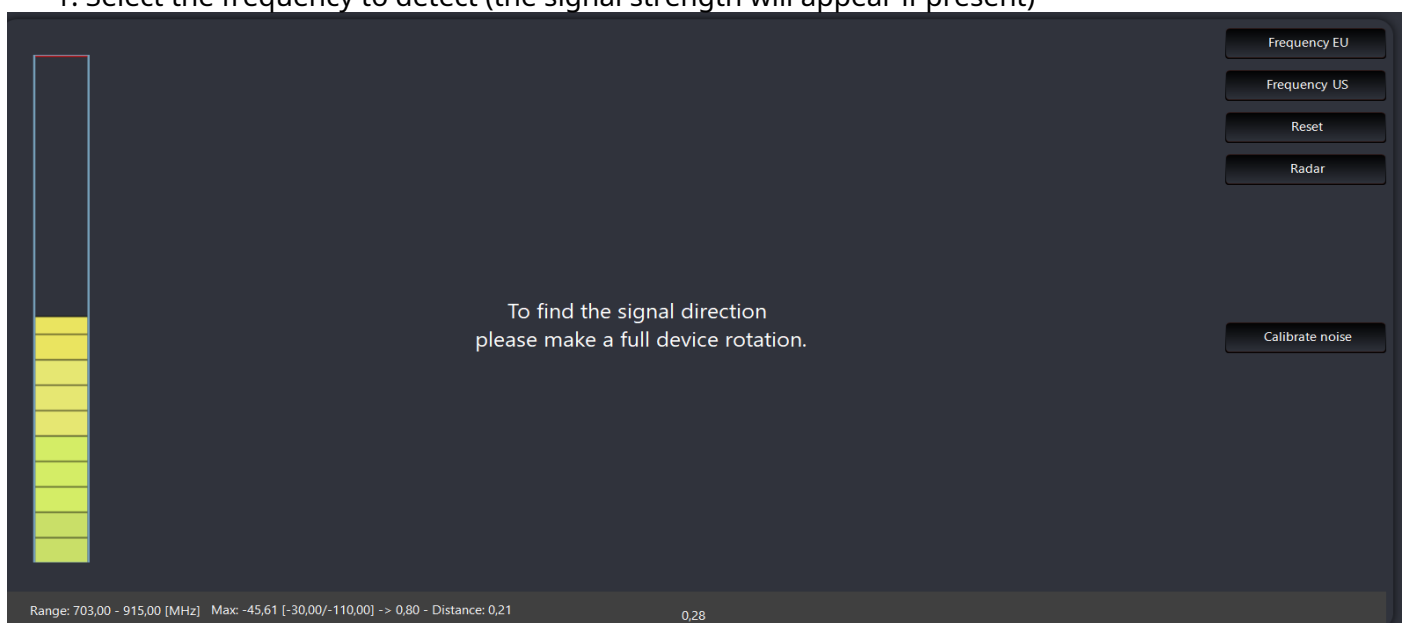 1. Select the frequency to detect (the signal strength will appear if present)
Frequency EU
Frequency US
Reset
Radar
To find the signal direction
please make a full device rotation.
Calibrate noise
Range: 703,00 - 915,00 [MHz] Max: -45,61 [-30,00/-110,00] -> 0,80 - Distance: 0,21
0,28